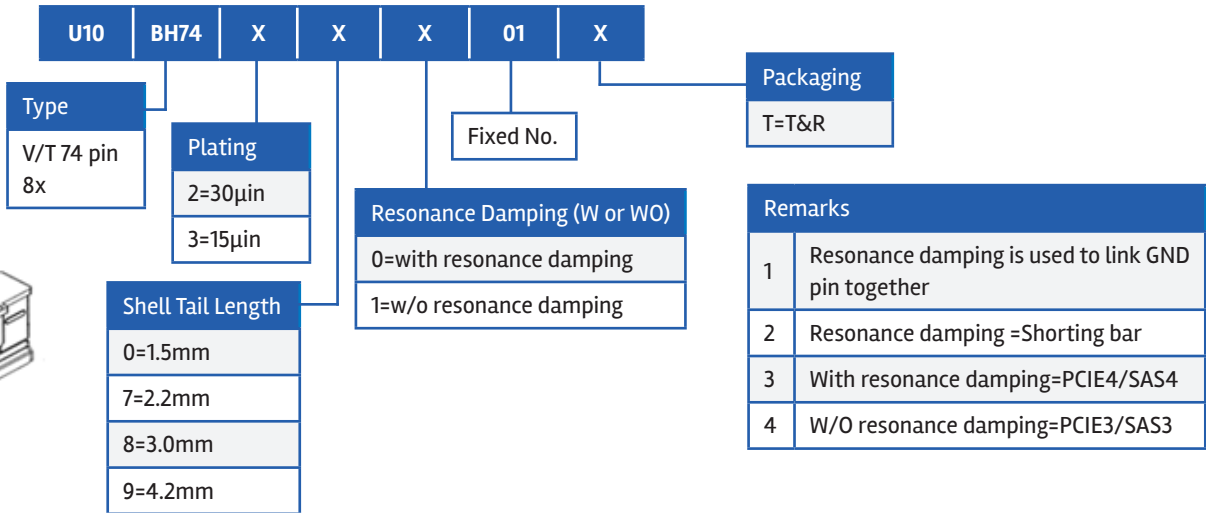 U10 BH74 X X X 01 X
Type
V/T 74 pin
8x
Plating
2=30µin
3=15µin
Shell Tail Length
0=1.5mm
7=2.2mm
8=3.0mm
9=4.2mm
Resonance Damping (W or WO)
0=with resonance damping
1=w/o resonance damping
Fixed No.
Packaging
T=T&R
Remarks
1 Resonance damping is used to link GND
pin together
2 Resonance damping =Shorting bar
3 With resonance damping=PCIE4/SAS4
4 W/O resonance damping=PCIE3/SAS3